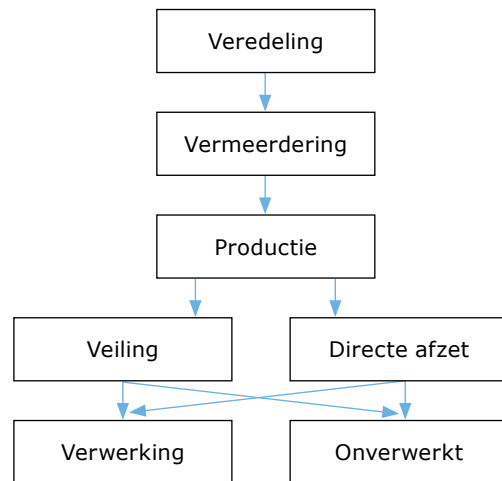 Veredeling
Vermeerdering
Productie
Veiling
Directe afzet
Verwerking
Onverwerkt